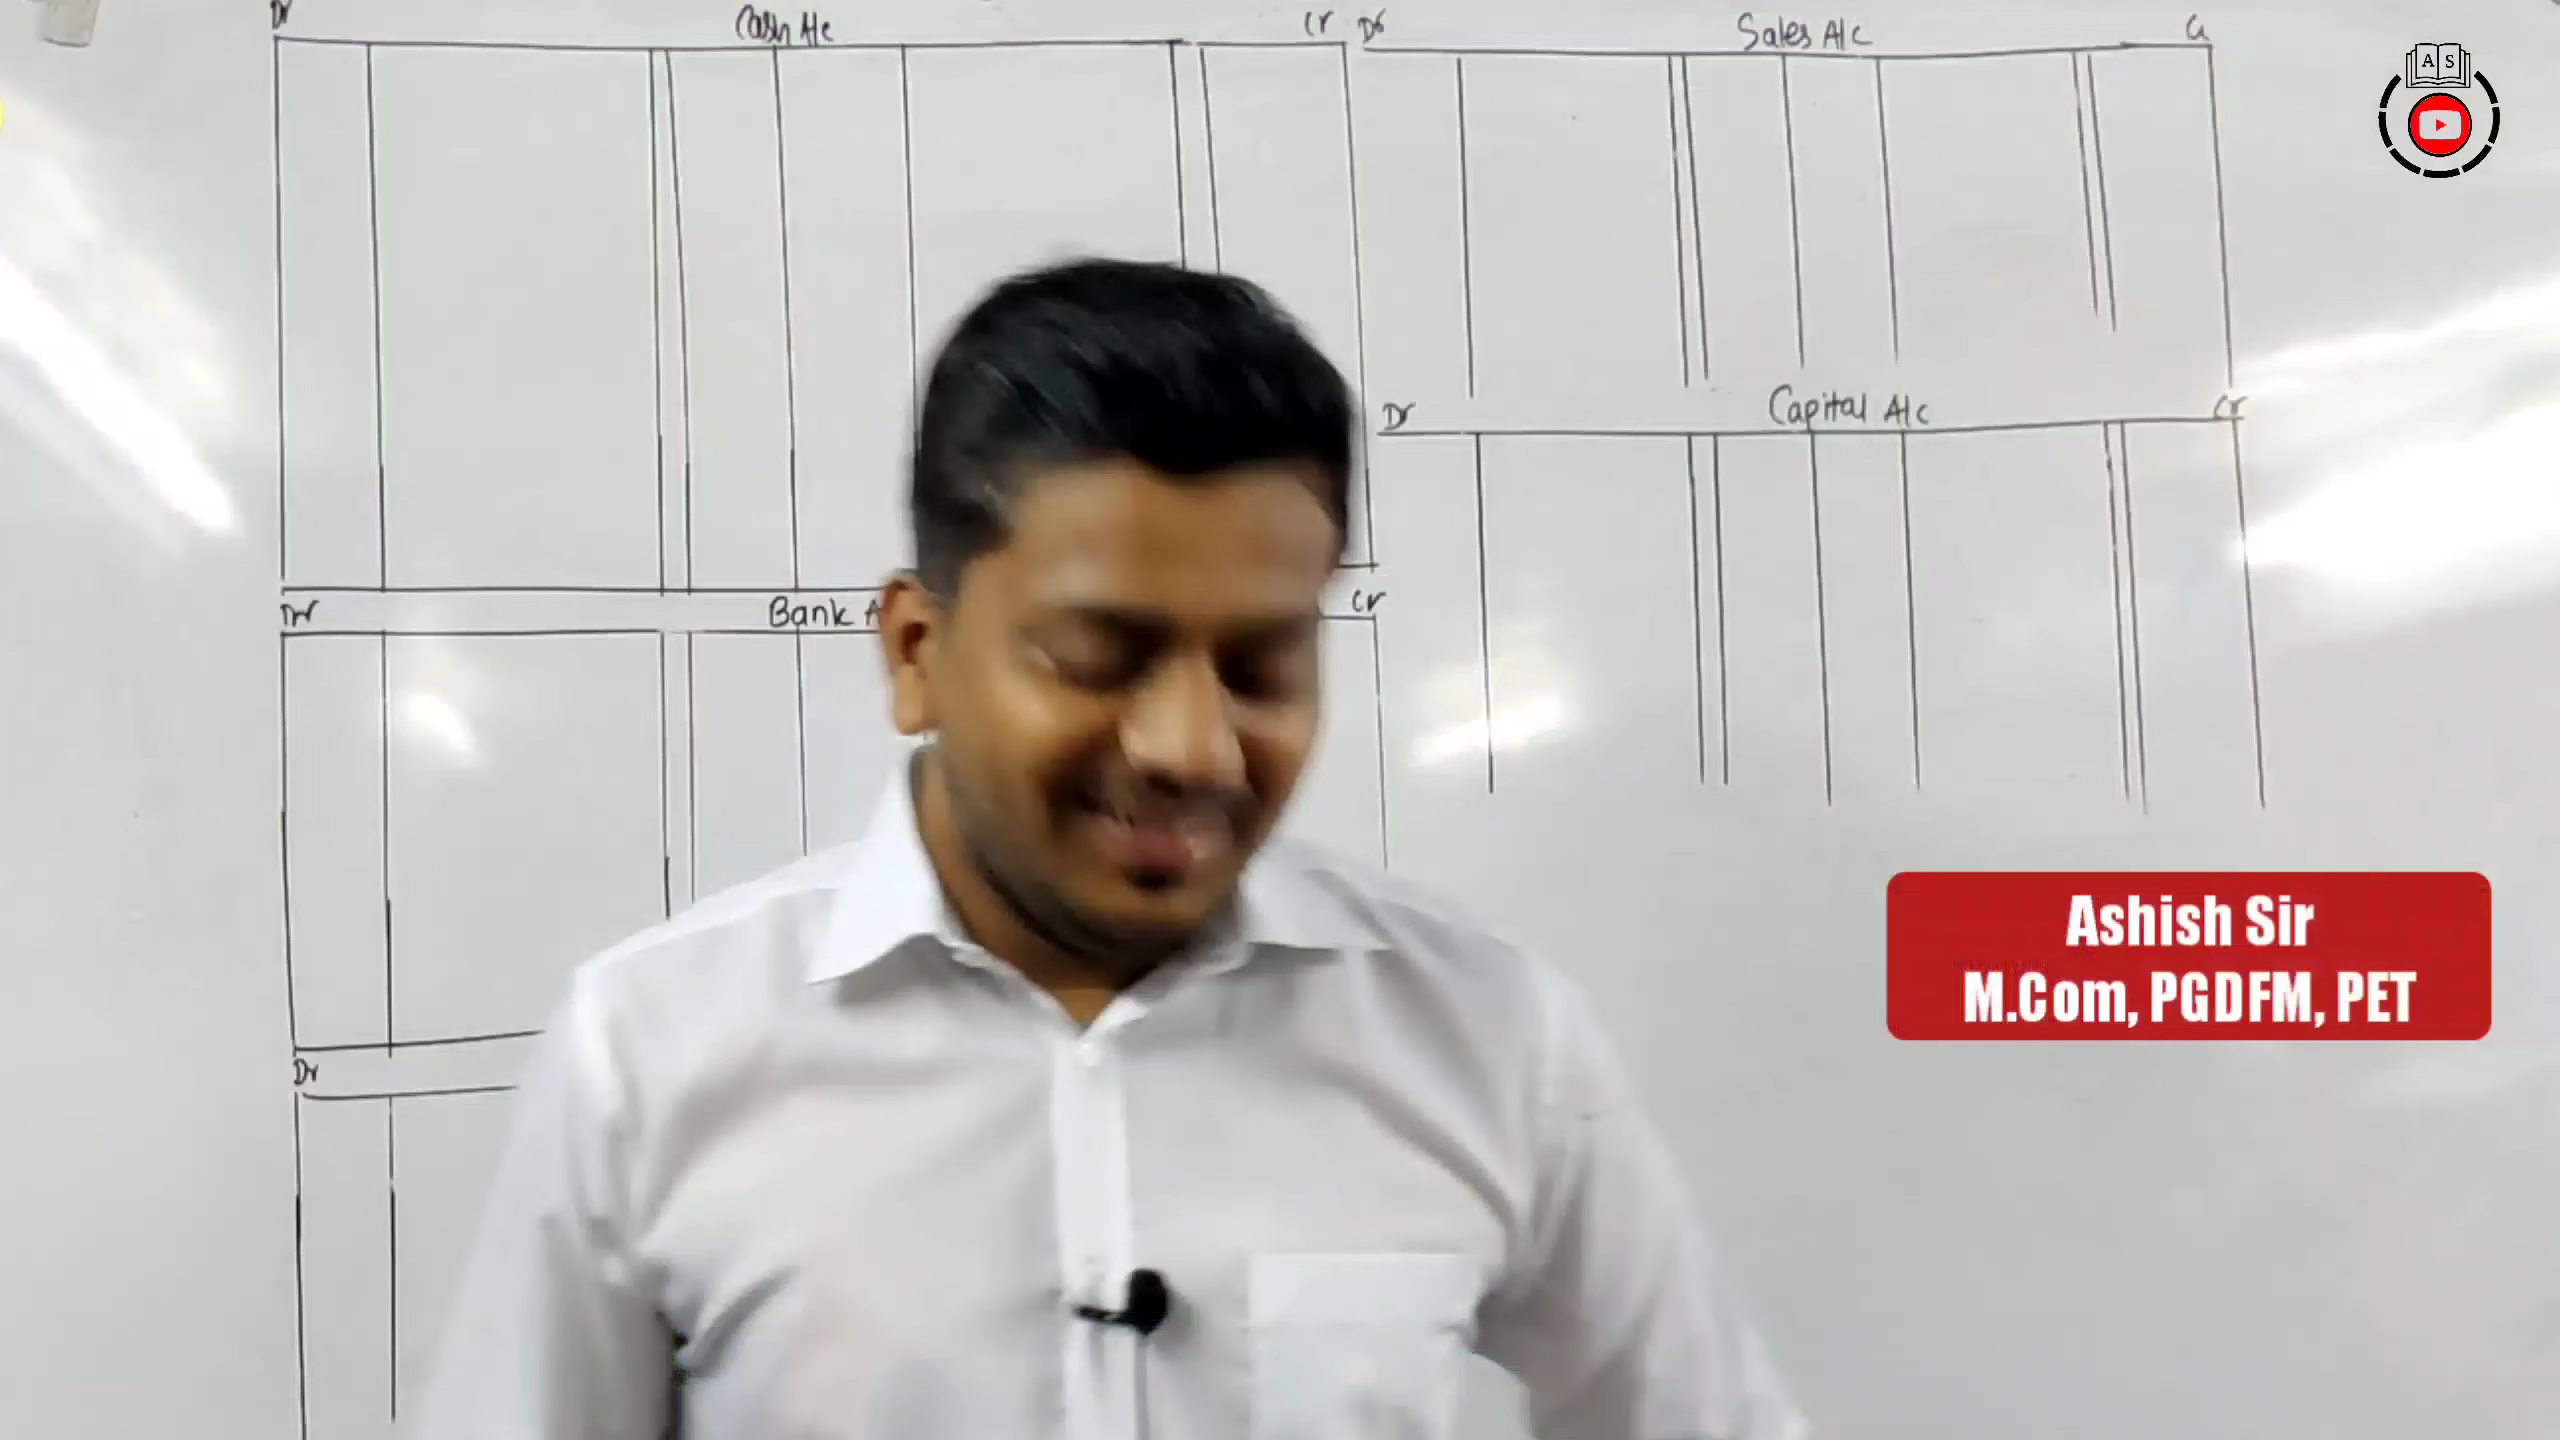 Dr Cash A/c Cr
Dr Sales A/c Cr
A S
Dr Capital A/c Cr
Dr Bank A Cr
Ashish Sir
M.Com, PGDFM, PET
Dr